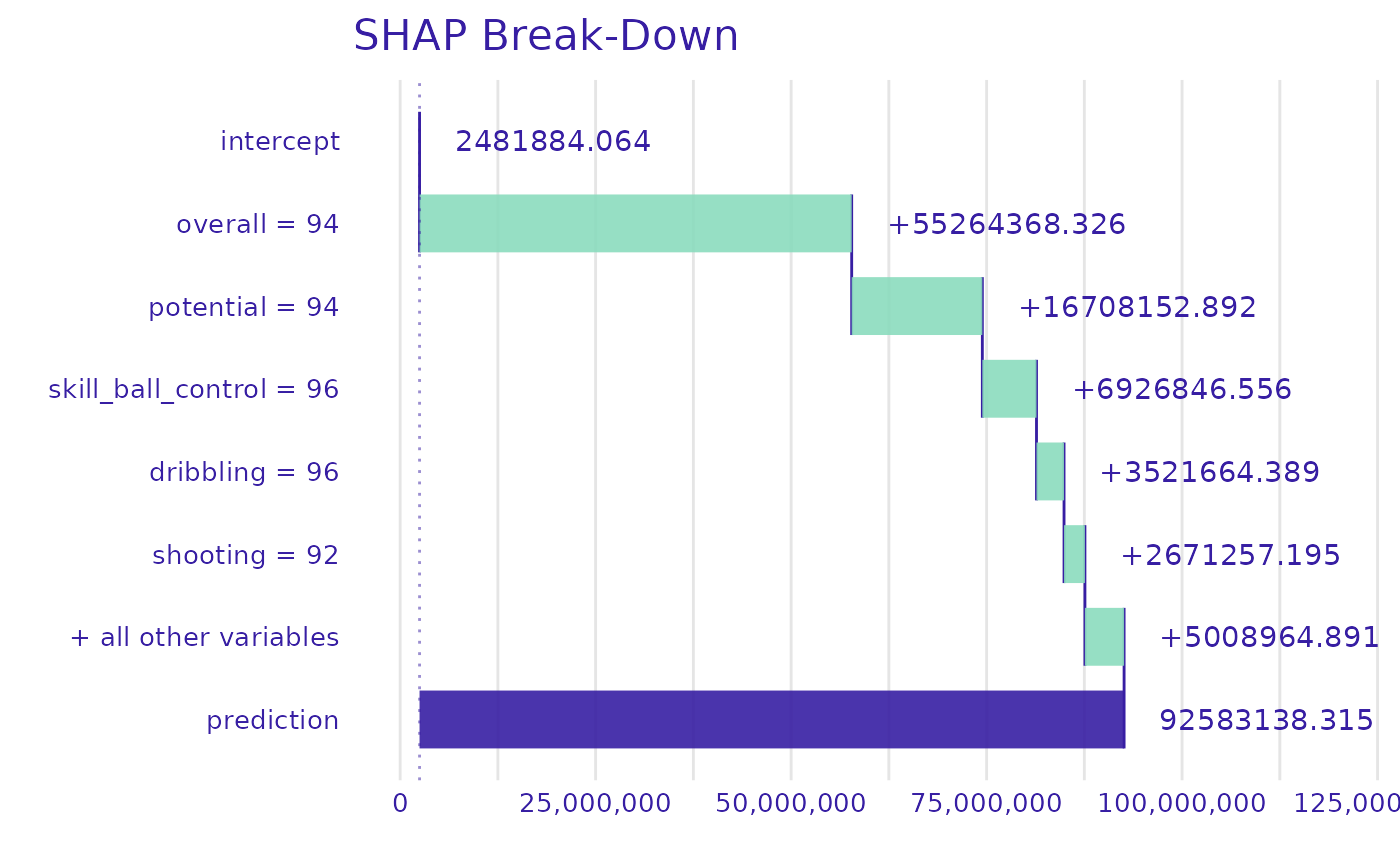 SHAP Break-Down
intercept 2481884.064
overall = 94 +55264368.326
potential = 94 +16708152.892
skill_ball_control = 96 +6926846.556
dribbling = 96 +3521664.389
shooting = 92 +2671257.195
+ all other variables +5008964.891
prediction 92583138.315
0 25,000,000 50,000,000 75,000,000 100,000,000 125,000